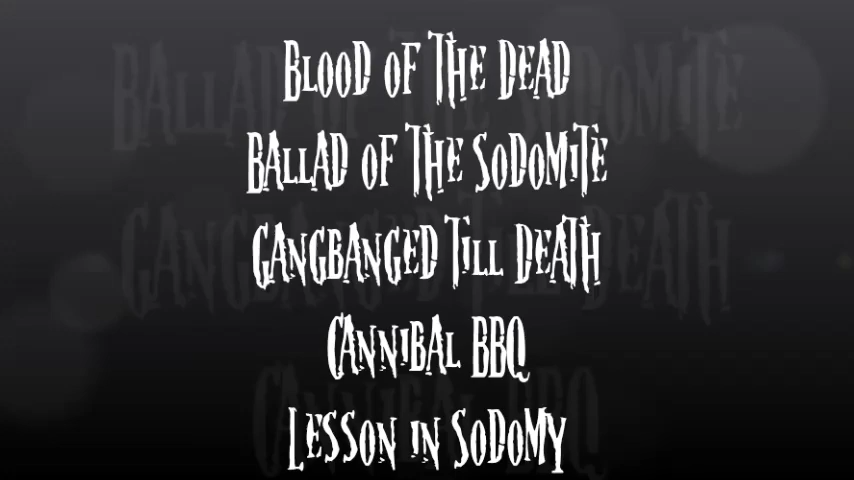 Blood of the Dead
Ballad of the Sodomite
Gangbanged Till Death
Cannibal BBQ
Lesson in Sodomy